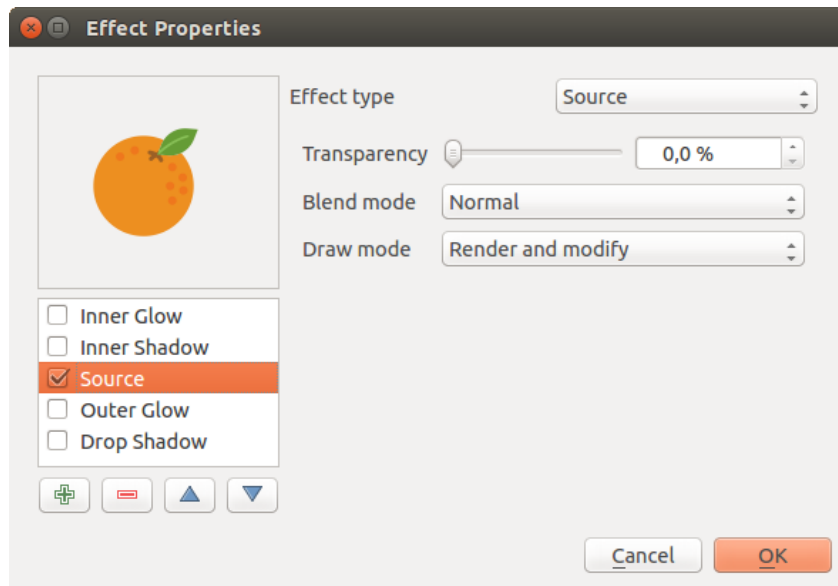 Effect Properties
Effect type
Source
Transparency
0,0 %
Blend mode
Normal
Draw mode
Render and modify
Inner Glow
Inner Shadow
Source
Outer Glow
Drop Shadow
Cancel
OK